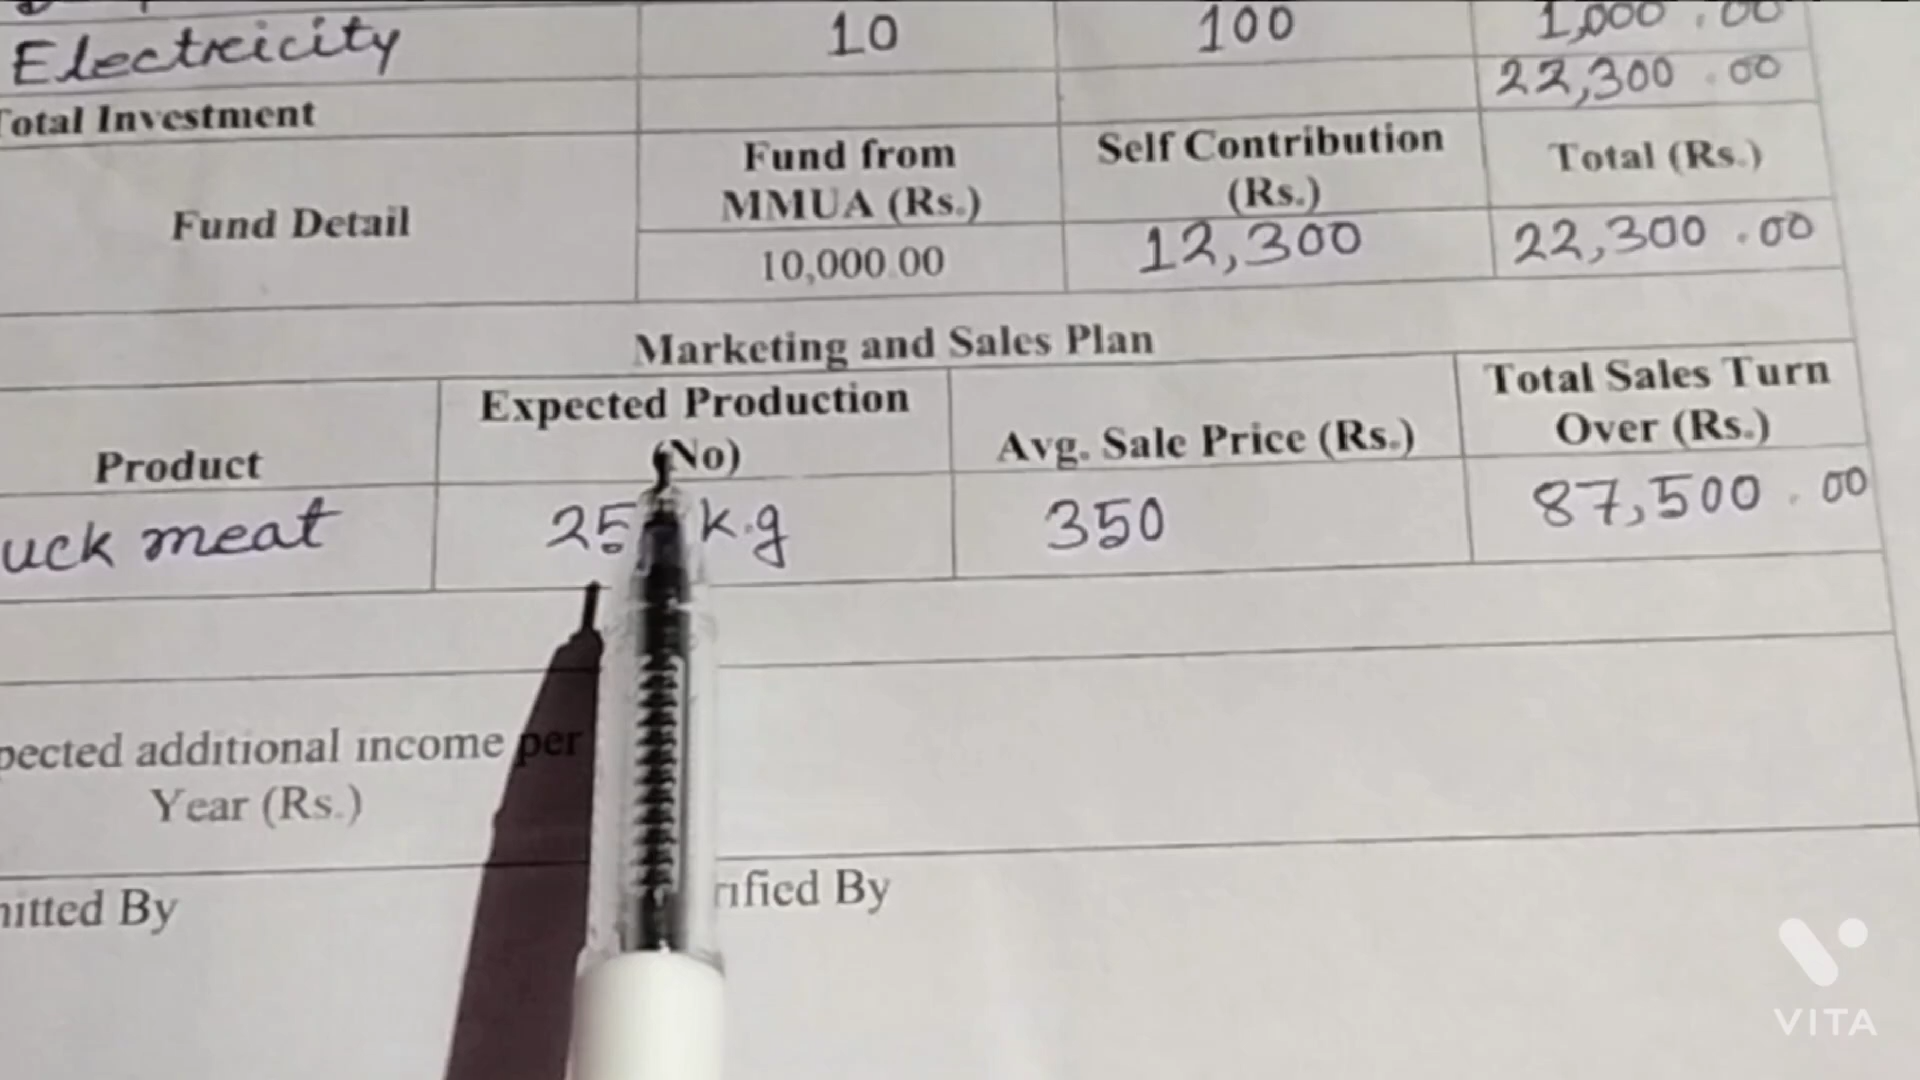 Electricity 10 100 1,000.00
Total Investment 22,300.00
Fund Detail Fund from MMUA (Rs.) Self Contribution (Rs.) Total (Rs.)
10,000.00 12,300 22,300.00
Marketing and Sales Plan
Product Expected Production (No) Avg. Sale Price (Rs.) Total Sales Turn Over (Rs.)
uck meat 25 k.g 350 87,500.00
pected additional income per
Year (Rs.)
mitted By rified By
VITA